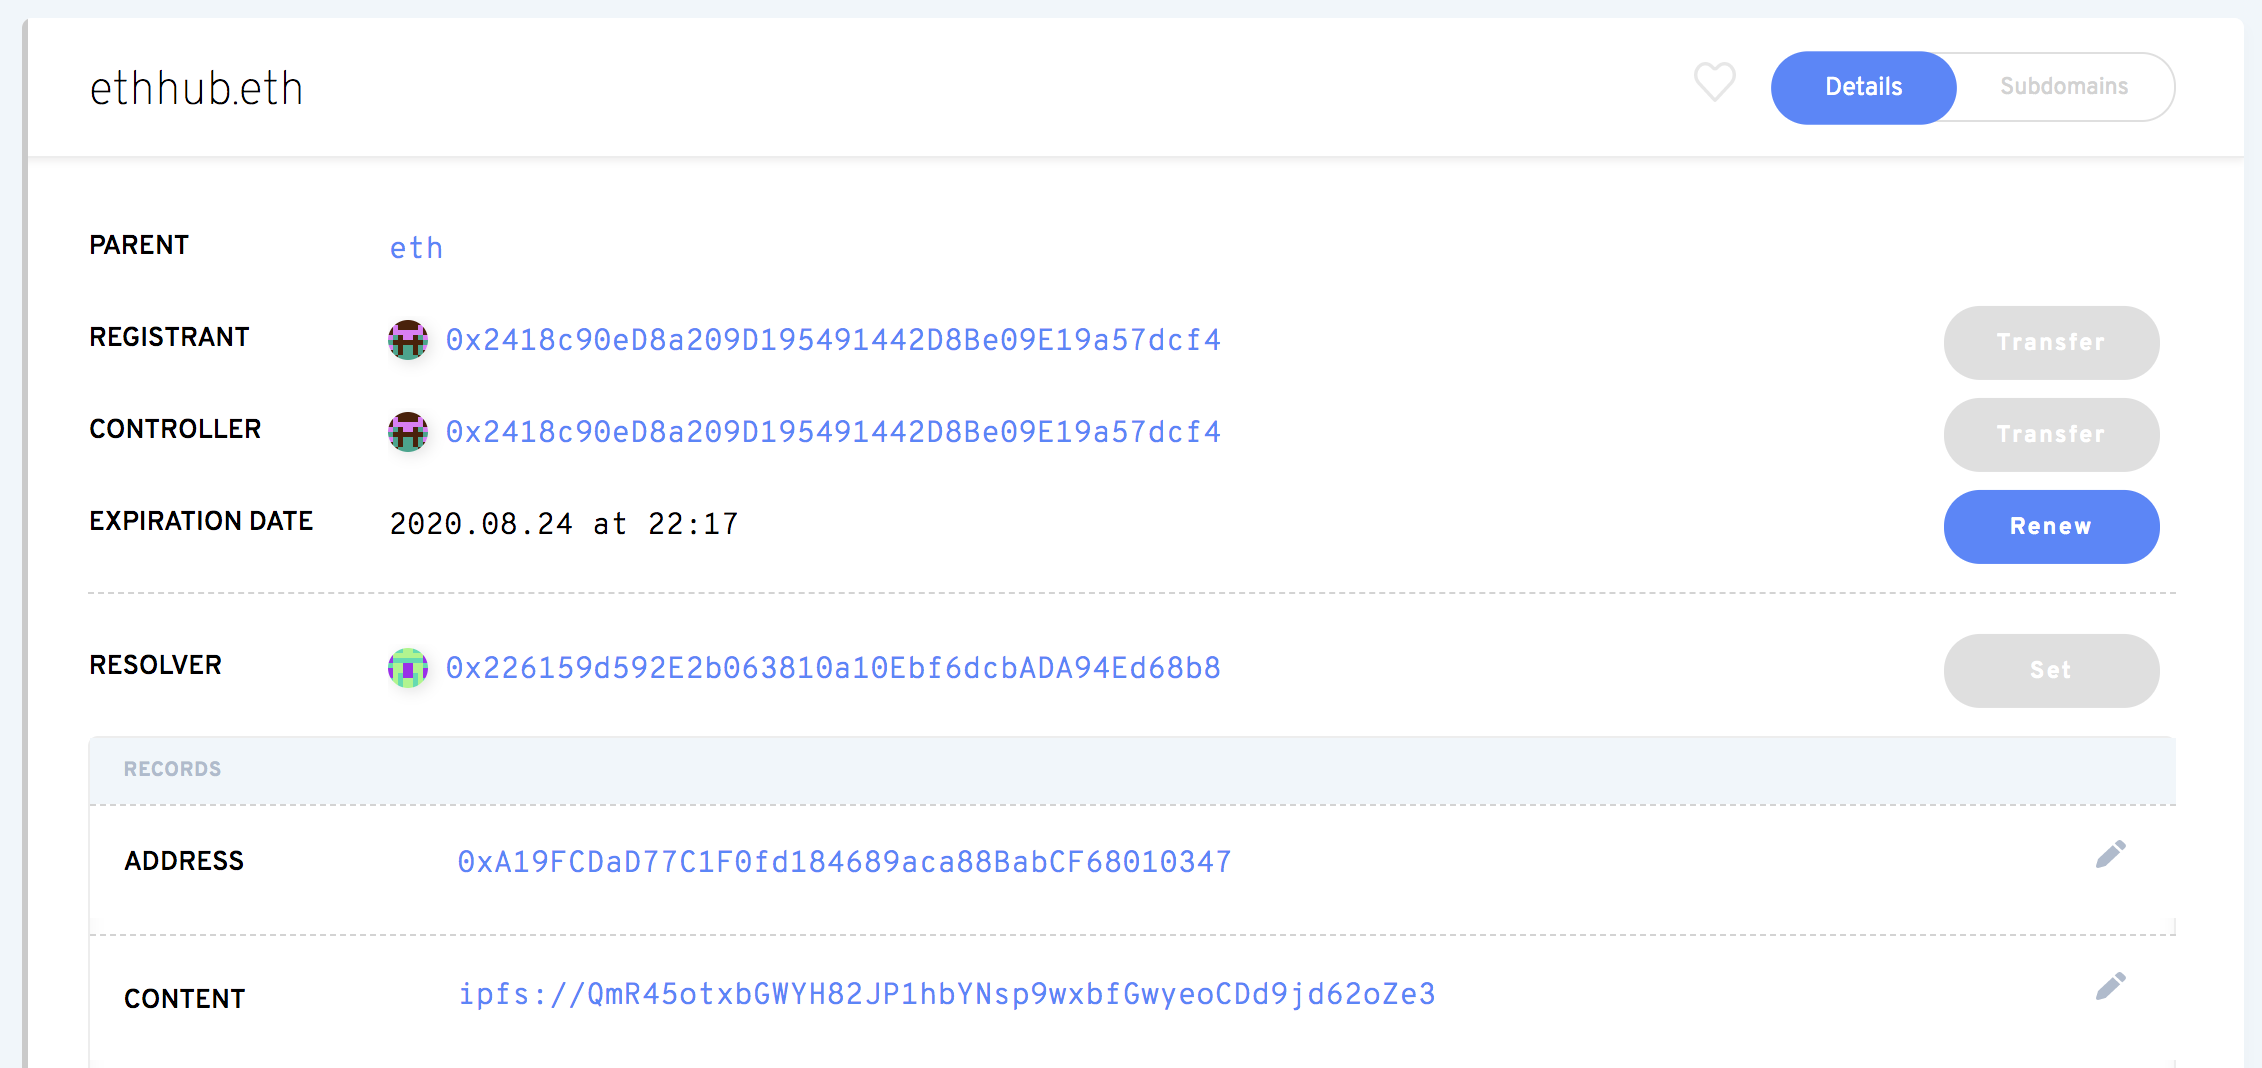 ethhub.eth
Details
Subdomains
PARENT
eth
REGISTRANT
0x2418c90eD8a209D195491442D8Be09E19a57dcf4
Transfer
CONTROLLER
0x2418c90eD8a209D195491442D8Be09E19a57dcf4
Transfer
EXPIRATION DATE
2020.08.24 at 22:17
Renew
RESOLVER
0x226159d592E2b063810a10Ebf6dcbADA94Ed68b8
Set
RECORDS
ADDRESS
0xA19FCDaD77C1F0fd184689aca88BabCF68010347
CONTENT
ipfs://QmR45otxbGWYH82JP1hbYNsp9wxbfGwyeoCDd9jd62oZe3